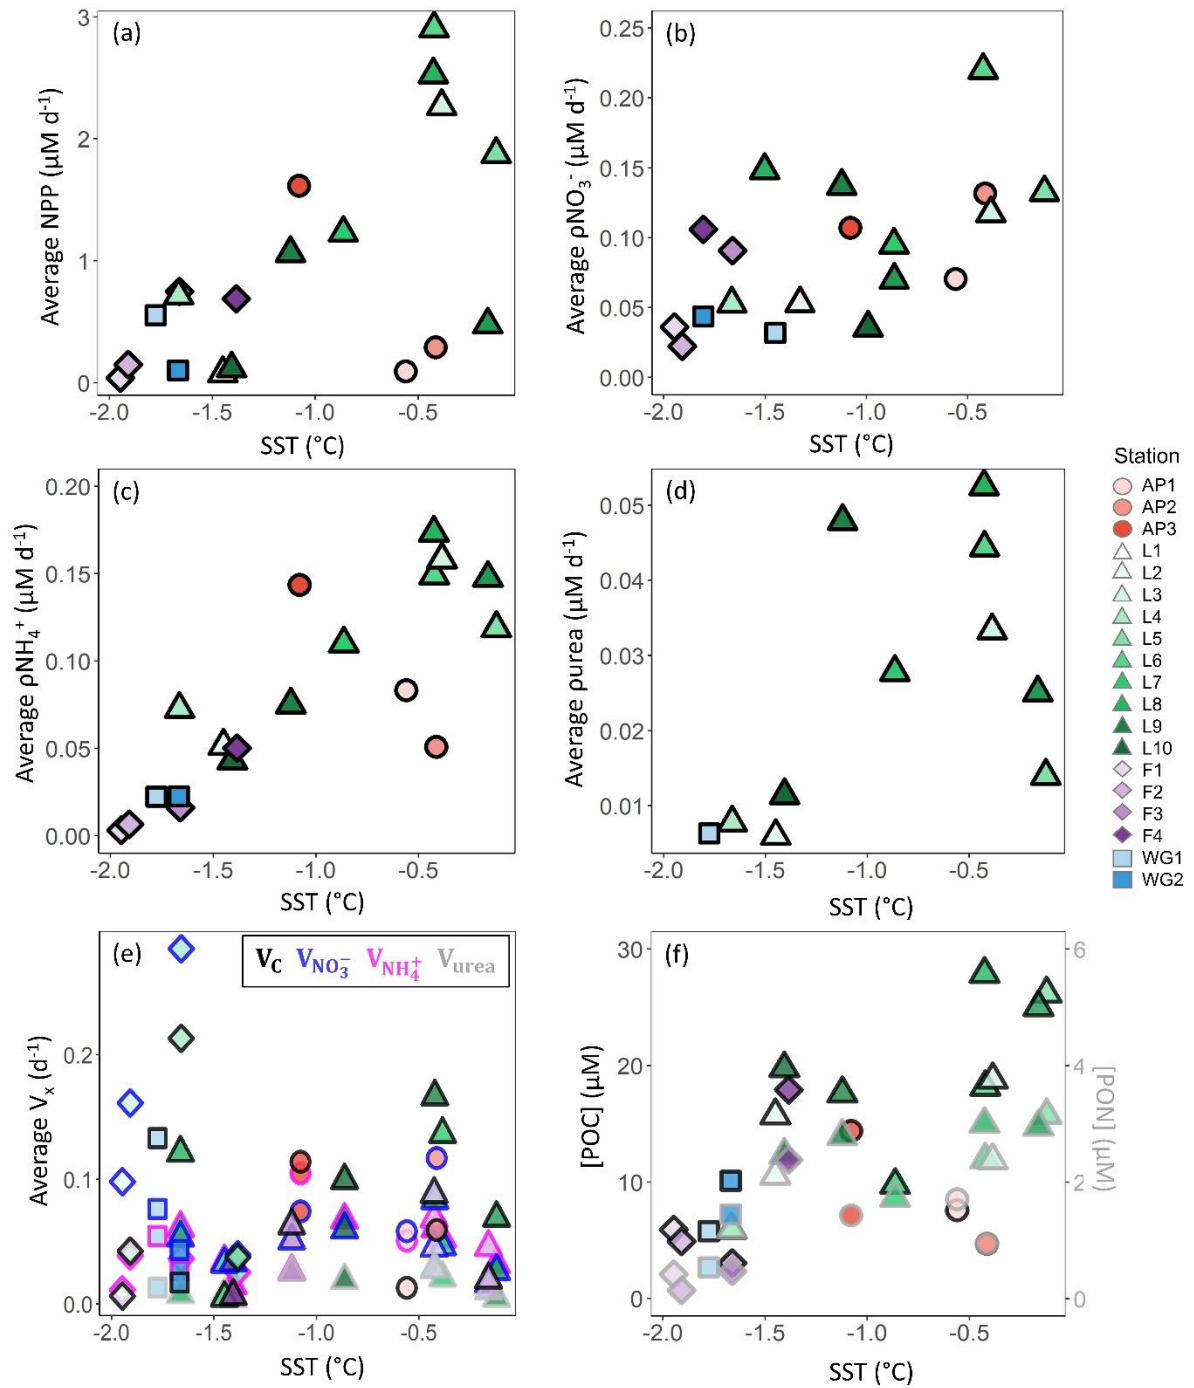 (a)
Average NPP (µM d⁻¹)
3
2
1
0
-2.0 -1.5 -1.0 -0.5
SST (°C)
(b)
Average ρNO₃⁻ (µM d⁻¹)
0.25
0.20
0.15
0.10
0.05
0.00
-2.0 -1.5 -1.0 -0.5
SST (°C)
(c)
Average ρNH₄⁺ (µM d⁻¹)
0.20
0.15
0.10
0.05
0.00
-2.0 -1.5 -1.0 -0.5
SST (°C)
(d)
Average ρurea (µM d⁻¹)
0.05
0.04
0.03
0.02
0.01
-2.0 -1.5 -1.0 -0.5
SST (°C)
Station
AP1
AP2
AP3
L1
L2
L3
L4
L5
L6
L7
L8
L9
L10
F1
F2
F3
F4
WG1
WG2
(e)
V_C V_NO₃⁻ V_NH₄⁺ V_urea
Average Vₓ (d⁻¹)
0.2
0.1
0.0
-2.0 -1.5 -1.0 -0.5
SST (°C)
(f)
[POC] (µM)
30
20
10
0
[PON] (µM)
6
4
2
0
-2.0 -1.5 -1.0 -0.5
SST (°C)